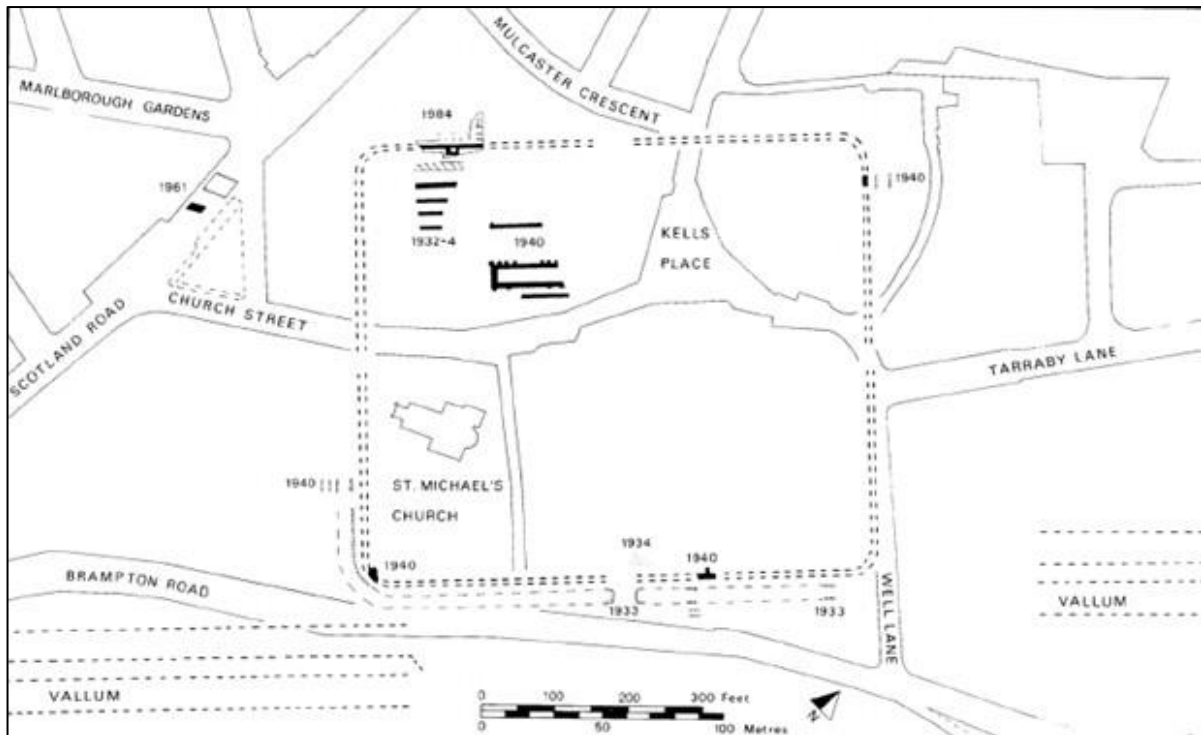 MULCASTER CRESCENT
MARLBOROUGH GARDENS
1984
1961
1940
1932-4
1940
KELLS
PLACE
CHURCH STREET
SCOTLAND ROAD
TARRABY LANE
1940
ST. MICHAEL'S
CHURCH
1934
1940
1940
BRAMPTON ROAD
1933
1933
WELL LANE
VALLUM
VALLUM
0 100 200 300 Feet
0 50 100 Metres
N